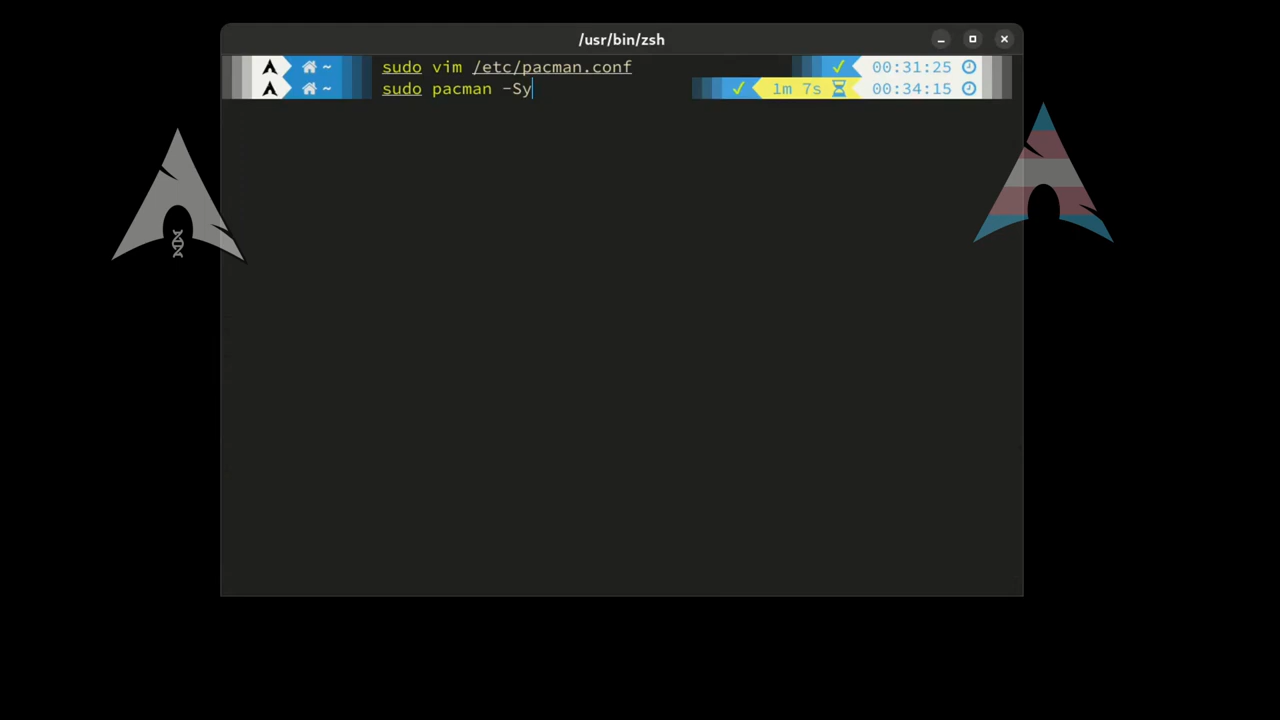 /usr/bin/zsh
~ sudo vim /etc/pacman.conf ✓ 00:31:25
~ sudo pacman -Sy ✓ 1m 7s 00:34:15